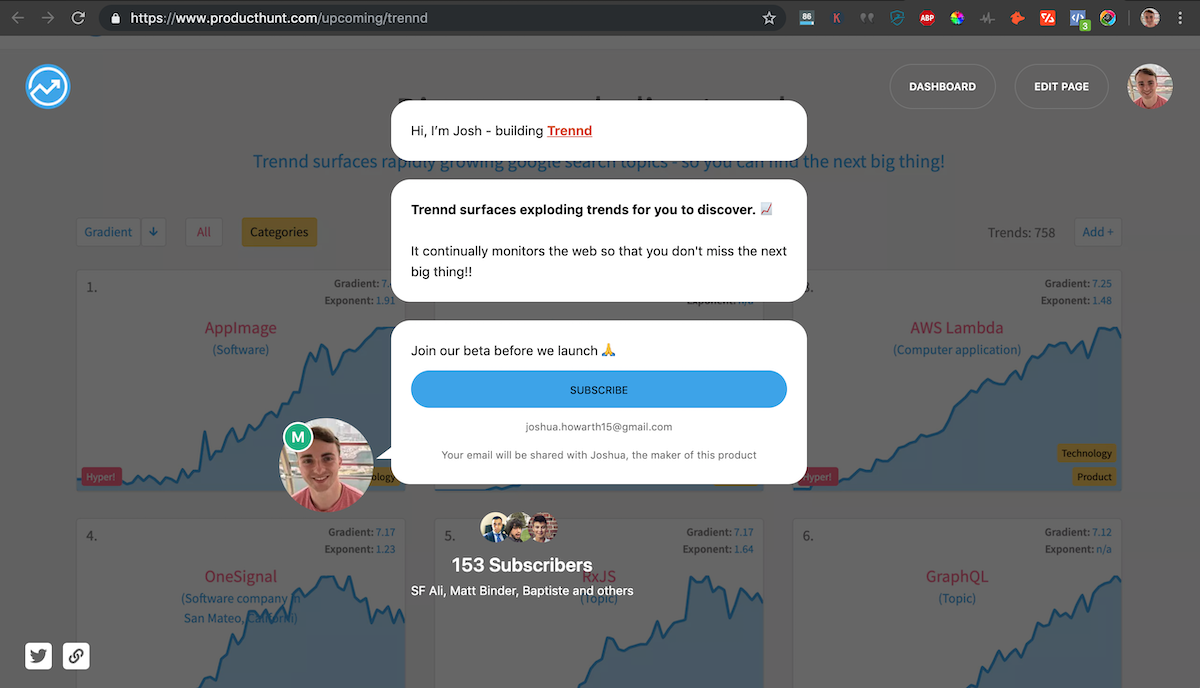 https://www.producthunt.com/upcoming/trennd
86
K
ABP
3
DASHBOARD
EDIT PAGE
Hi, I'm Josh - building Trennd
Trennd surfaces rapidly growing google search topics - so you can find the next big thing!
Trennd surfaces exploding trends for you to discover. 📈
It continually monitors the web so that you don't miss the next
big thing!!
Gradient ↓
All
Categories
Trends: 758
Add +
1.
Gradient: 7.
Exponent: 1.91
AppImage
(Software)
Hyper!
Exponent: n/a
3.
Gradient: 7.25
Exponent: 1.48
AWS Lambda
(Computer application)
Hyper!
Technology
Product
Join our beta before we launch 🙏
SUBSCRIBE
joshua.howarth15@gmail.com
Your email will be shared with Joshua, the maker of this product
M
153 Subscribers
SF Ali, Matt Binder, Baptiste and others
4.
Gradient: 7.17
Exponent: 1.23
OneSignal
(Software company in
San Mateo, California)
5.
Gradient: 7.17
Exponent: 1.64
RxJS
(Topic)
6.
Gradient: 7.12
Exponent: n/a
GraphQL
(Topic)